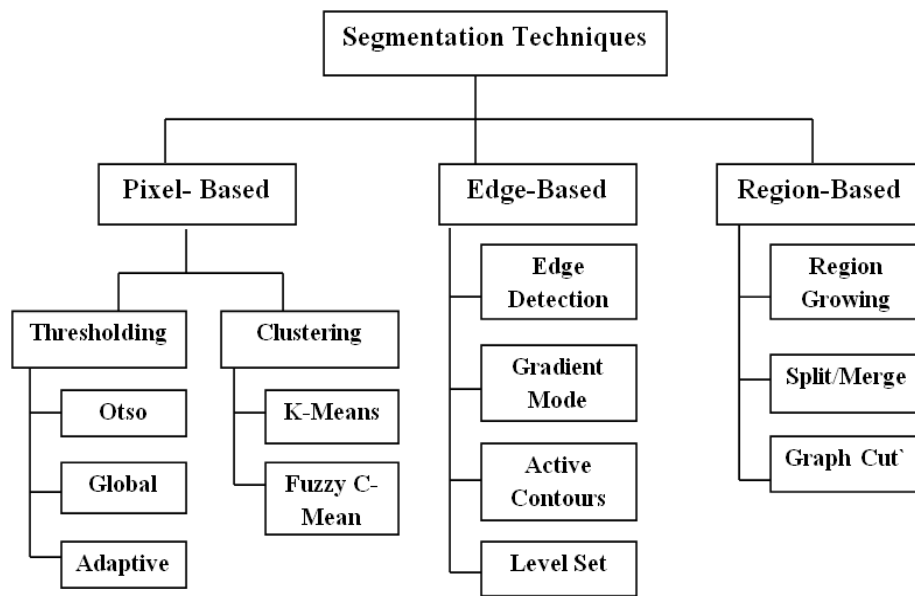 Segmentation Techniques
Pixel- Based
Edge-Based
Region-Based
Thresholding
Otso
Global
Adaptive
Clustering
K-Means
Fuzzy C-
Mean
Edge
Detection
Gradient
Mode
Active
Contours
Level Set
Region
Growing
Split/Merge
Graph Cut`